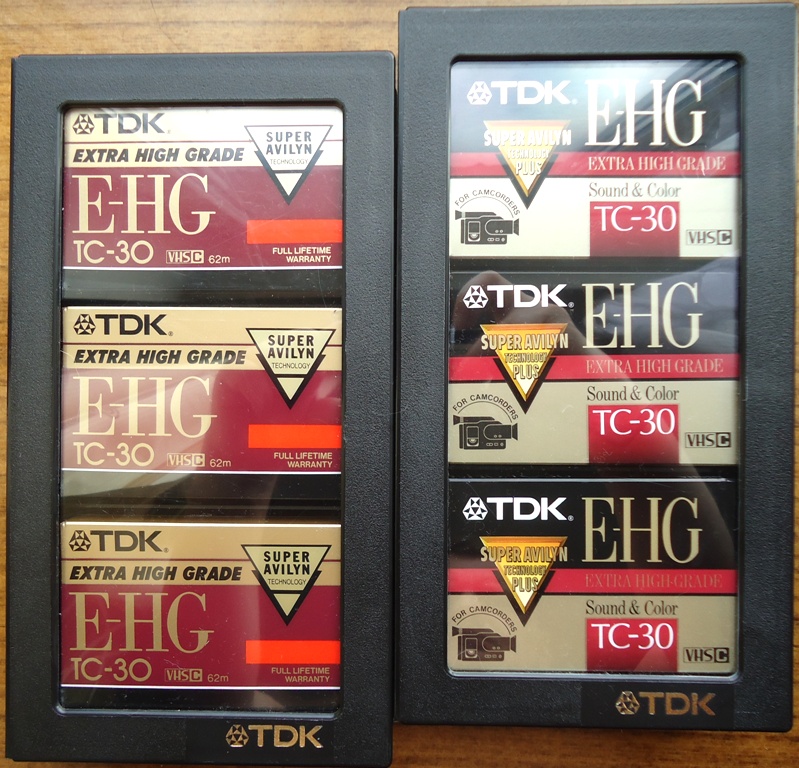 TDK®
EXTRA HIGH GRADE
SUPER
AVILYN
TECHNOLOGY
E-HG
TC-30 VHS C 62m
FULL LIFETIME
WARRANTY
TDK®
EXTRA HIGH GRADE
SUPER
AVILYN
TECHNOLOGY
E-HG
TC-30 VHS C 62m
FULL LIFETIME
WARRANTY
TDK®
EXTRA HIGH GRADE
SUPER
AVILYN
TECHNOLOGY
E-HG
TC-30 VHS C 62m
FULL LIFETIME
WARRANTY
TDK
TDK® E-HG
SUPER AVILYN
TECHNOLOGY
PLUS
EXTRA HIGH GRADE
FOR CAMCORDERS
Sound & Color
TC-30
VHS C
TDK® E-HG
SUPER AVILYN
TECHNOLOGY
PLUS
EXTRA HIGH GRADE
FOR CAMCORDERS
Sound & Color
TC-30
VHS C
TDK® E-HG
SUPER AVILYN
TECHNOLOGY
PLUS
EXTRA HIGH GRADE
FOR CAMCORDERS
Sound & Color
TC-30
VHS C
TDK